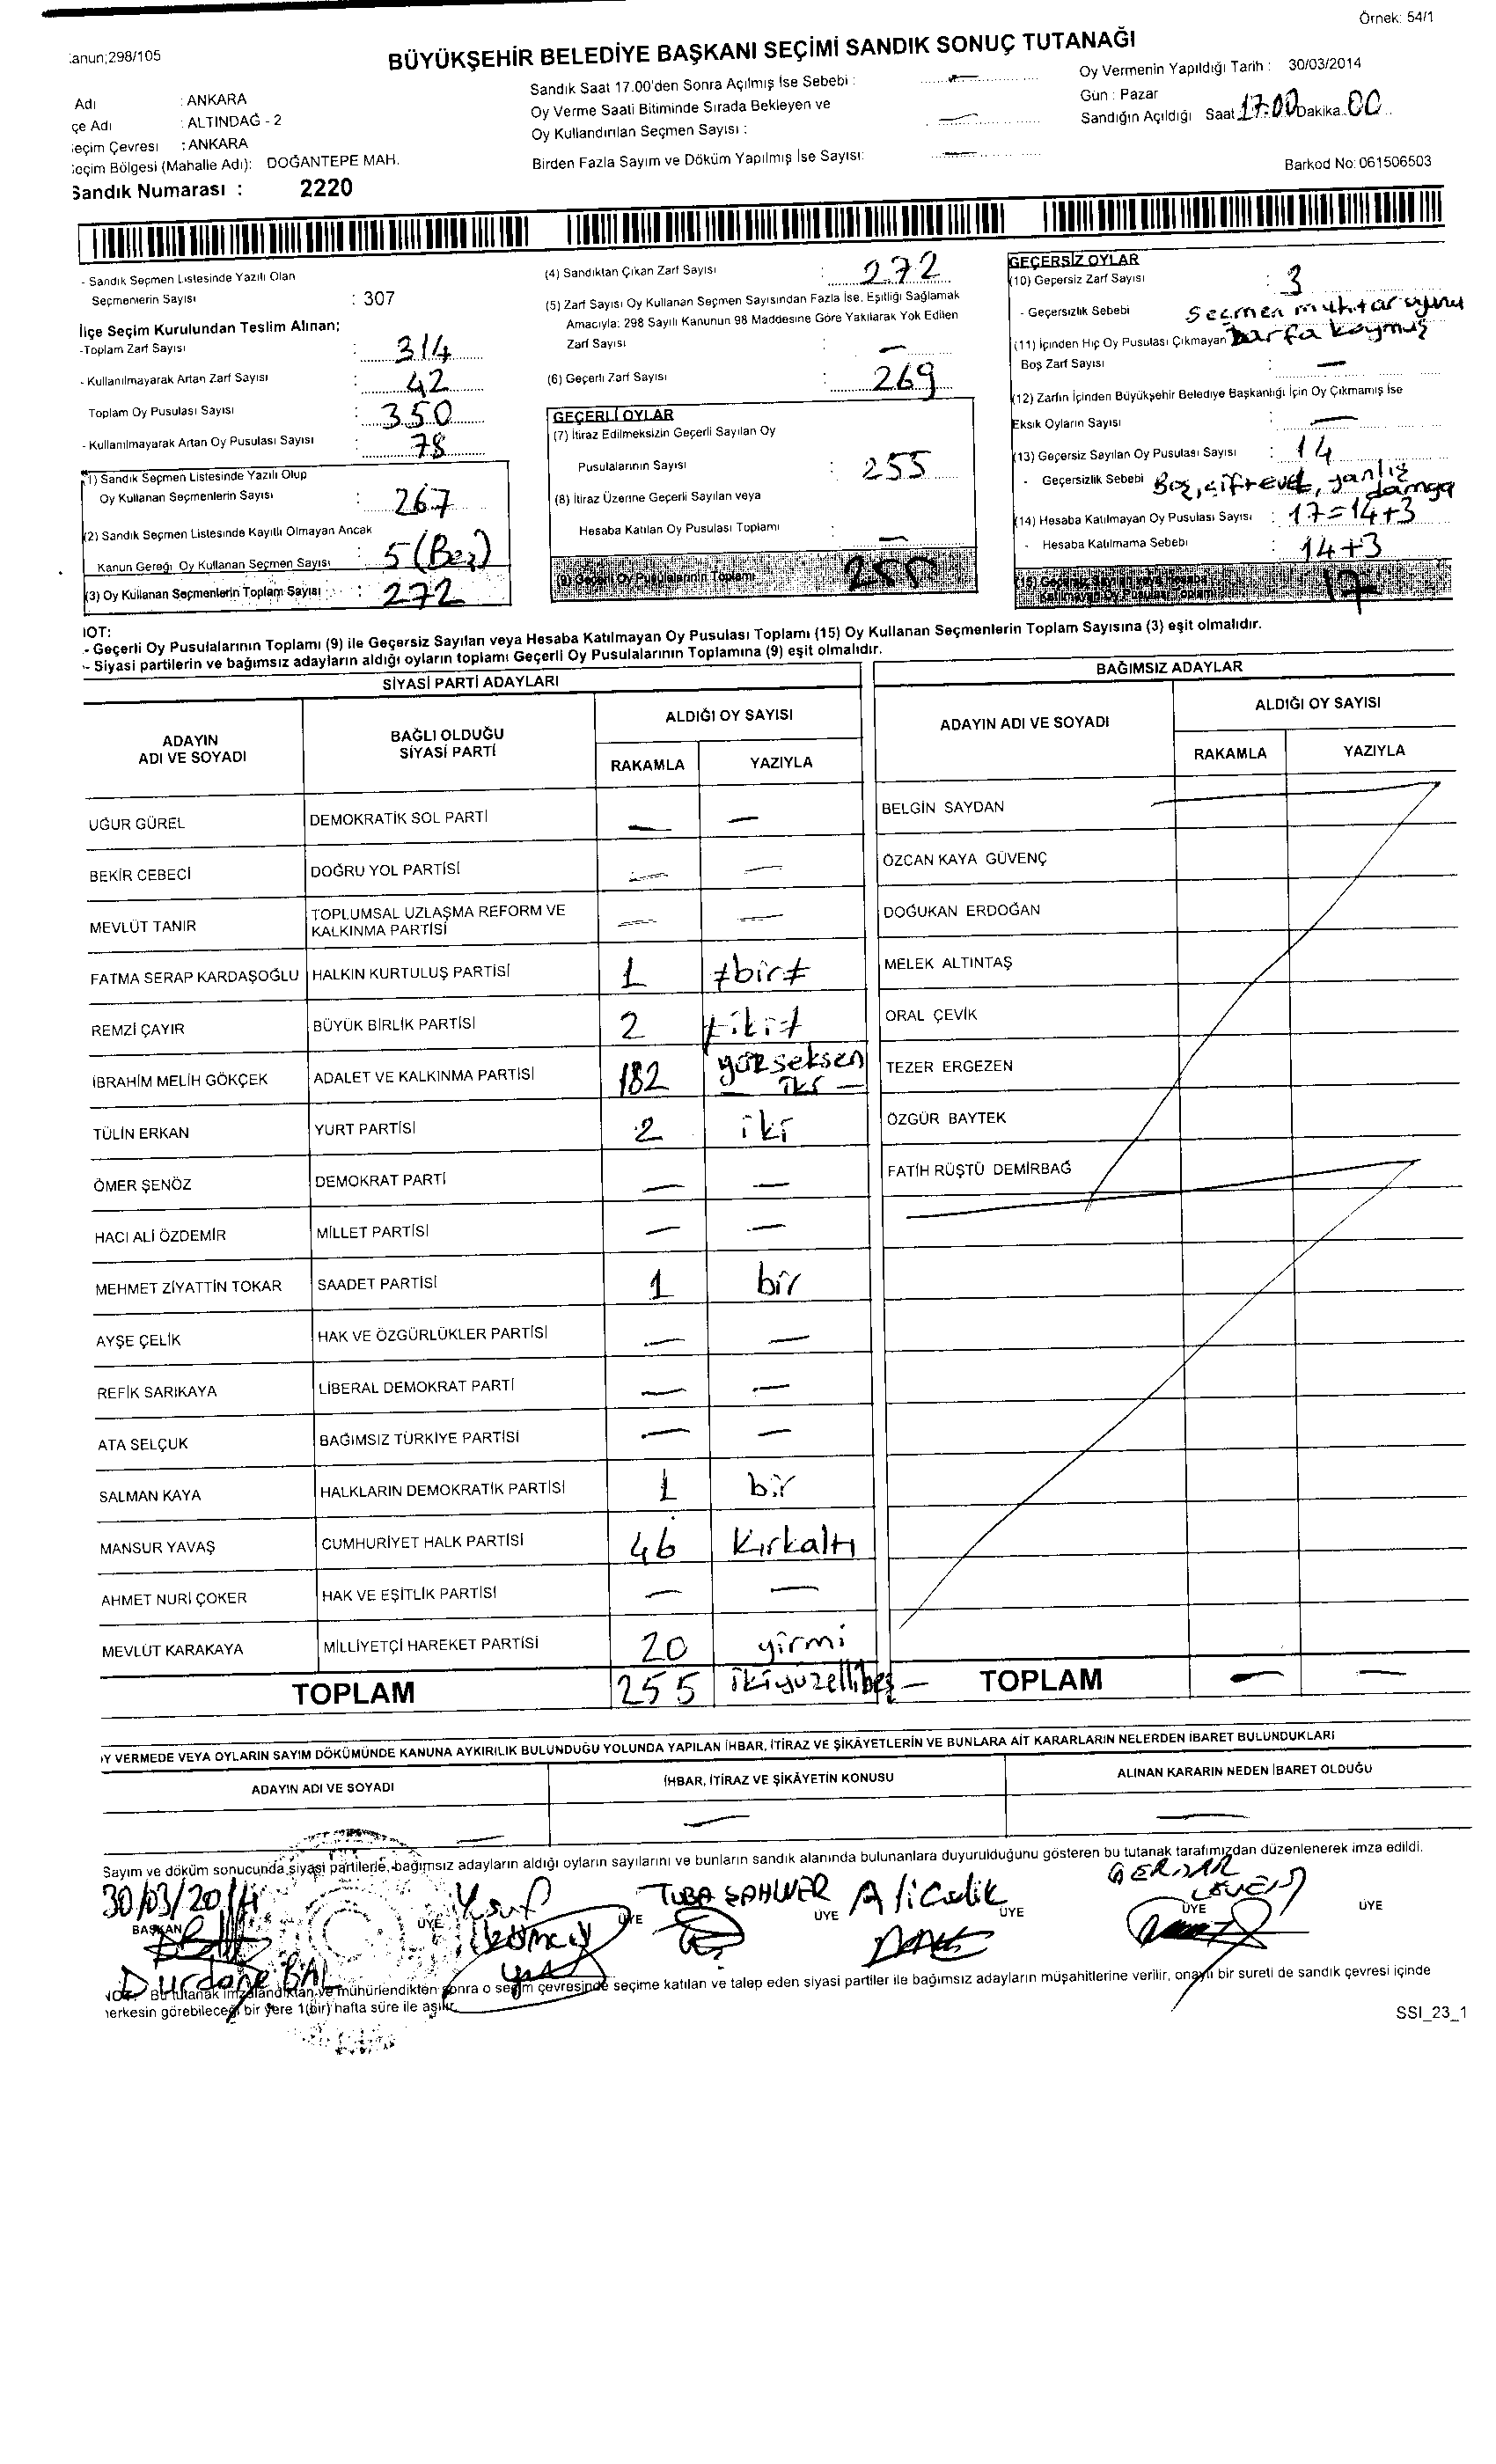 Örnek: 54/1
:anun;298/105
BÜYÜKŞEHİR BELEDİYE BAŞKANI SEÇİMİ SANDIK SONUÇ TUTANAĞI
Adı : ANKARA
çe Adı : ALTINDAĞ - 2
eçim Çevresi : ANKARA
eçim Bölgesi (Mahalle Adı): DOĞANTEPE MAH.
Sandık Numarası : 2220
Sandık Saat 17.00'den Sonra Açılmış İse Sebebi : —
Oy Verme Saati Bitiminde Sırada Bekleyen ve
Oy Kullandırılan Seçmen Sayısı : —
Birden Fazla Sayım ve Döküm Yapılmış İse Sayısı: —
Oy Vermenin Yapıldığı Tarih : 30/03/2014
Gün : Pazar
Sandığın Açıldığı Saat 17:00 Dakika 00
Barkod No: 061506503
- Sandık Seçmen Listesinde Yazılı Olan
Seçmenlerin Sayısı : 307
İlçe Seçim Kurulundan Teslim Alınan;
-Toplam Zarf Sayısı : 314
- Kullanılmayarak Artan Zarf Sayısı : 42
Toplam Oy Pusulası Sayısı : 350
- Kullanılmayarak Artan Oy Pusulası Sayısı : 78
(1) Sandık Seçmen Listesinde Yazılı Olup
Oy Kullanan Seçmenlerin Sayısı : 267
(2) Sandık Seçmen Listesinde Kayıtlı Olmayan Ancak
Kanun Gereği Oy Kullanan Seçmen Sayısı : 5 (Beş)
(3) Oy Kullanan Seçmenlerin Toplam Sayısı : 272
(4) Sandıktan Çıkan Zarf Sayısı : 272
(5) Zarf Sayısı Oy Kullanan Seçmen Sayısından Fazla İse, Eşitliği Sağlamak
Amacıyla: 298 Sayılı Kanunun 98 Maddesine Göre Yakılarak Yok Edilen
Zarf Sayısı : —
(6) Geçerli Zarf Sayısı : 269
GEÇERLİ OYLAR
(7) İtiraz Edilmeksizin Geçerli Sayılan Oy
Pusulalarının Sayısı : 255
(8) İtiraz Üzerine Geçerli Sayılan veya
Hesaba Katılan Oy Pusulası Toplamı : —
(9) Geçerli Oy Pusulalarının Toplamı 255
GEÇERSİZ OYLAR
(10) Geçersiz Zarf Sayısı : 3
- Geçersizlik Sebebi seçmen muhtar oyunu
zarfa koymuş
(11) İçinden Hiç Oy Pusulası Çıkmayan
Boş Zarf Sayısı : —
(12) Zarfın İçinden Büyükşehir Belediye Başkanlığı İçin Oy Çıkmamış İse
Eksik Oyların Sayısı : —
(13) Geçersiz Sayılan Oy Pusulası Sayısı : 14
- Geçersizlik Sebebi Boş, çift evet, yanlış
damga
(14) Hesaba Katılmayan Oy Pusulası Sayısı : 17=14+3
- Hesaba Katılmama Sebebi : 14+3
(15) Geçersiz Sayılan veya Hesaba
Katılmayan Oy Pusulası Toplamı 17
IOT:
- Geçerli Oy Pusulalarının Toplamı (9) ile Geçersiz Sayılan veya Hesaba Katılmayan Oy Pusulası Toplamı (15) Oy Kullanan Seçmenlerin Toplam Sayısına (3) eşit olmalıdır.
- Siyasi partilerin ve bağımsız adayların aldığı oyların toplamı Geçerli Oy Pusulalarının Toplamına (9) eşit olmalıdır.
SİYASİ PARTİ ADAYLARI
ADAYIN ADI VE SOYADI BAĞLI OLDUĞU SİYASİ PARTİ ALDIĞI OY SAYISI
RAKAMLA YAZIYLA
UĞUR GÜREL DEMOKRATİK SOL PARTİ — —
BEKİR CEBECİ DOĞRU YOL PARTİSİ — —
MEVLÜT TANIR TOPLUMSAL UZLAŞMA REFORM VE KALKINMA PARTİSİ — —
FATMA SERAP KARDAŞOĞLU HALKIN KURTULUŞ PARTİSİ 1 ≠bir≠
REMZİ ÇAYIR BÜYÜK BİRLİK PARTİSİ 2 ≠iki≠
İBRAHİM MELİH GÖKÇEK ADALET VE KALKINMA PARTİSİ 182 yüzseksen iki —
TÜLİN ERKAN YURT PARTİSİ 2 iki
ÖMER ŞENÖZ DEMOKRAT PARTİ — —
HACI ALİ ÖZDEMİR MİLLET PARTİSİ — —
MEHMET ZİYATTİN TOKAR SAADET PARTİSİ 1 bir
AYŞE ÇELİK HAK VE ÖZGÜRLÜKLER PARTİSİ — —
REFİK SARIKAYA LİBERAL DEMOKRAT PARTİ — —
ATA SELÇUK BAĞIMSIZ TÜRKİYE PARTİSİ — —
SALMAN KAYA HALKLARIN DEMOKRATİK PARTİSİ 1 bir
MANSUR YAVAŞ CUMHURİYET HALK PARTİSİ 46 Kırkaltı
AHMET NURİ ÇOKER HAK VE EŞİTLİK PARTİSİ — —
MEVLÜT KARAKAYA MİLLİYETÇİ HAREKET PARTİSİ 20 yirmi
TOPLAM 255 ikiyüzellibeş —
BAĞIMSIZ ADAYLAR
ADAYIN ADI VE SOYADI ALDIĞI OY SAYISI
RAKAMLA YAZIYLA
BELGİN SAYDAN
ÖZCAN KAYA GÜVENÇ
DOĞUKAN ERDOĞAN
MELEK ALTINTAŞ
ORAL ÇEVİK
TEZER ERGEZEN
ÖZGÜR BAYTEK
FATİH RÜŞTÜ DEMİRBAĞ
TOPLAM — —
OY VERMEDE VEYA OYLARIN SAYIM DÖKÜMÜNDE KANUNA AYKIRILIK BULUNDUĞU YOLUNDA YAPILAN İHBAR, İTİRAZ VE ŞİKÂYETLERİN VE BUNLARA AİT KARARLARIN NELERDEN İBARET BULUNDUKLARI
ADAYIN ADI VE SOYADI İHBAR, İTİRAZ VE ŞİKÂYETİN KONUSU ALINAN KARARIN NEDEN İBARET OLDUĞU
— — —
Sayım ve döküm sonucunda siyasi partilerle, bağımsız adayların aldığı oyların sayılarını ve bunların sandık alanında bulunanlara duyurulduğunu gösteren bu tutanak tarafımızdan düzenlenerek imza edildi.
30/03/2014
BAŞKAN ÜYE ÜYE ÜYE ÜYE ÜYE ÜYE
Yusuf
Ali Çelik
Durdane BAL
NOT: Bu tutanak imzalandıktan ve mühürlendikten sonra o seçim çevresinde seçime katılan ve talep eden siyasi partiler ile bağımsız adayların müşahitlerine verilir, onaylı bir sureti de sandık çevresi içinde
herkesin görebileceği bir yere 1(bir) hafta süre ile asılır.
SSI_23_1